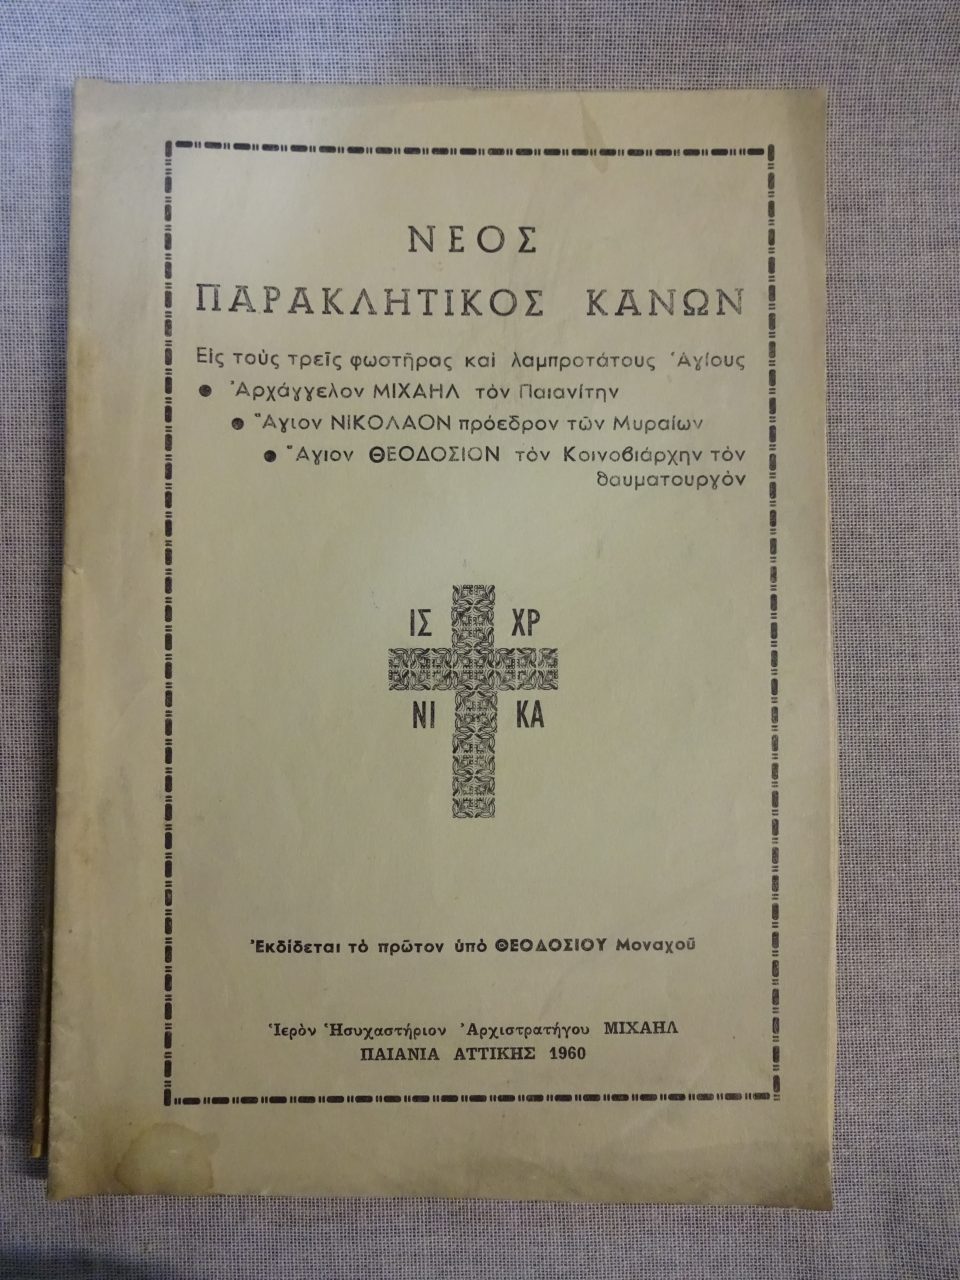 ΝΕΟΣ
ΠΑΡΑΚΛΗΤΙΚΟΣ ΚΑΝΩΝ
Εἰς τοὺς τρεῖς φωστῆρας καὶ λαμπροτάτους Ἁγίους
● Ἀρχάγγελον ΜΙΧΑΗΛ τὸν Παιανίτην
● Ἅγιον ΝΙΚΟΛΑΟΝ πρόεδρον τῶν Μυραίων
● Ἅγιον ΘΕΟΔΟΣΙΟΝ τὸν Κοινοβιάρχην τὸν
θαυματουργὸν
ΙΣ ΧΡ
ΝΙ ΚΑ
Ἐκδίδεται τὸ πρῶτον ὑπὸ ΘΕΟΔΟΣΙΟΥ Μοναχοῦ
Ἱερὸν Ἡσυχαστήριον Ἀρχιστρατήγου ΜΙΧΑΗΛ
ΠΑΙΑΝΙΑ ΑΤΤΙΚΗΣ 1960